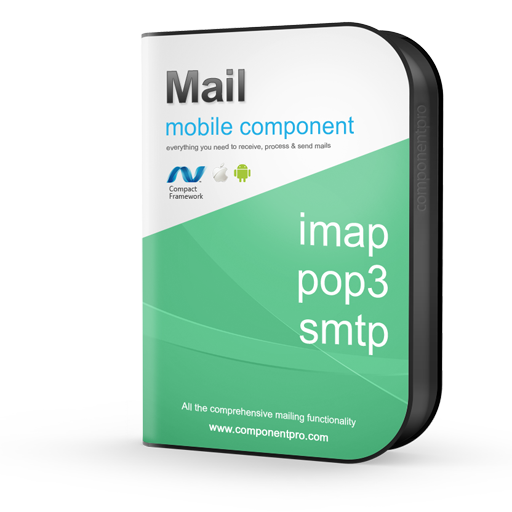 Mail
mobile component
everything you need to receive, process & send mails
Compact
Framework
imap
pop3
smtp
All the comprehensive mailing functionality
www.componentpro.com
componentpro